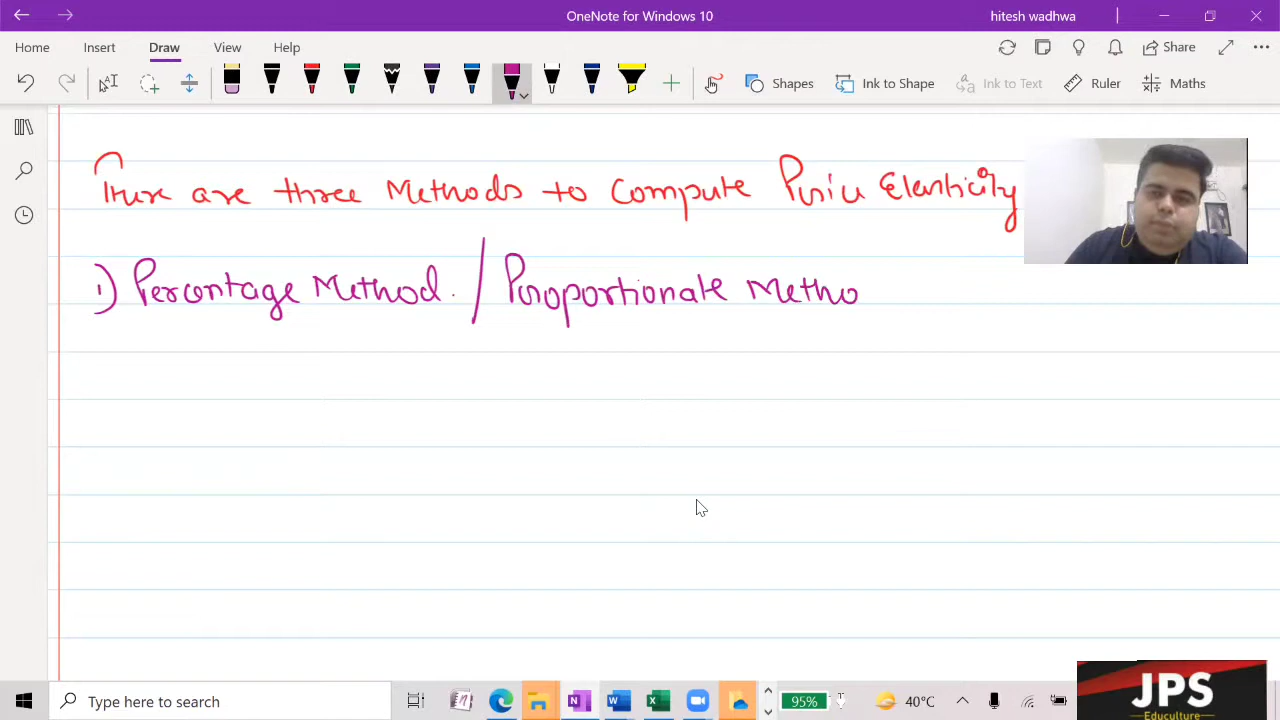 OneNote for Windows 10
hitesh wadhwa
Home Insert Draw View Help
Share
Shapes Ink to Shape Ink to Text Ruler Maths
There are three Methods to Compute Price Elasticity
1) Percentage Method. / Proportionate Metho
JPS
Educulture
Type here to search
95%
40°C